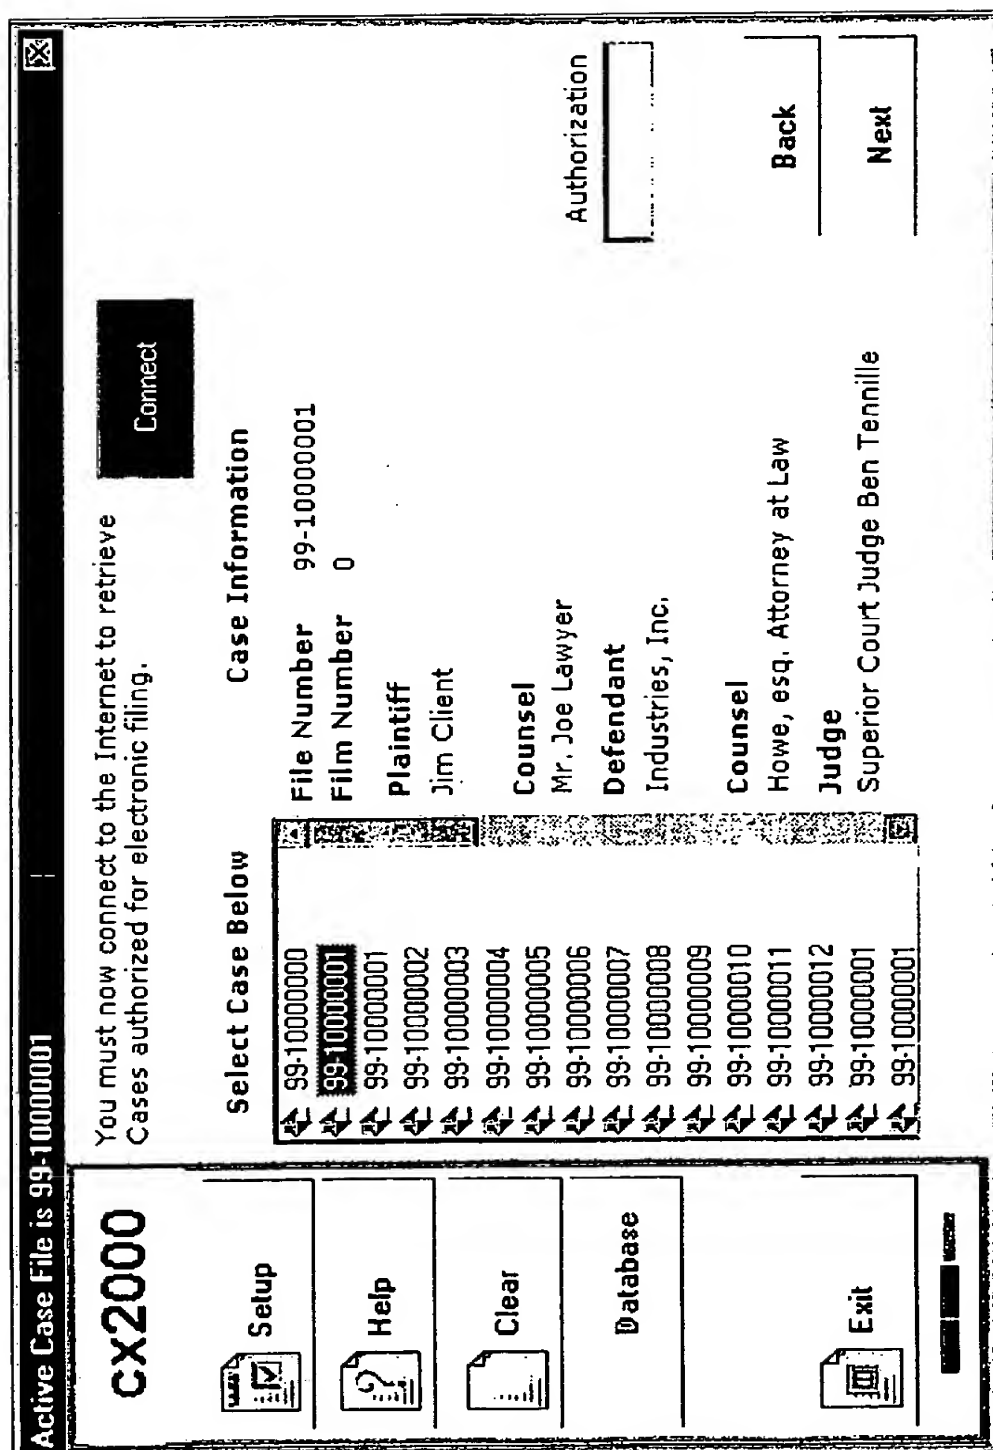 Active Case File is 99-10000001
cx2000
Setup
Help
Clear
Database
Exit
You must now connect to the Internet to retrieve
Cases authorized for electronic filing.
Connect
Select Case Below
99-10000000
99-10000001
99-10000001
99-10000002
99-10000003
99-10000004
99-10000005
99-10000006
99-10000007
99-10000008
99-10000009
99-10000010
99-10000011
99-10000012
99-10000001
99-10000001
Case Information
File Number 99-10000001
Film Number 0
Plaintiff
Jim Client
Counsel
Mr. Joe Lawyer
Defendant
Industries, Inc.
Counsel
Howe, esq. Attorney at Law
Judge
Superior Court Judge Ben Tennille
Authorization
Back
Next